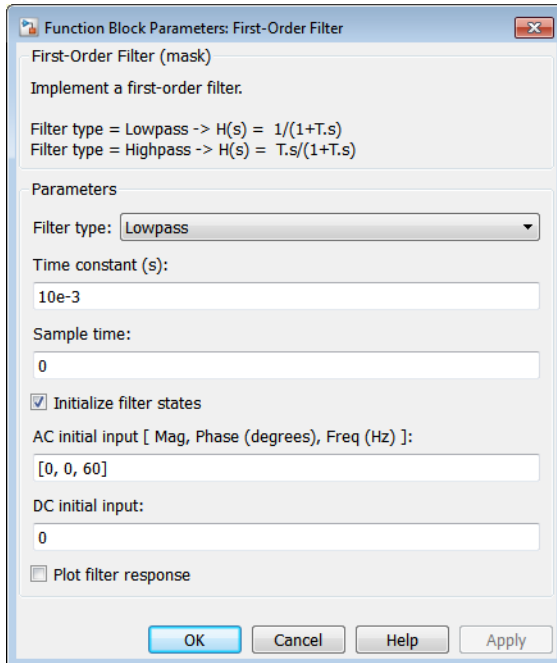 Function Block Parameters: First-Order Filter
First-Order Filter (mask)
Implement a first-order filter.
Filter type = Lowpass -> H(s) =  1/(1+T.s)
Filter type = Highpass -> H(s) =  T.s/(1+T.s)
Parameters
Filter type: Lowpass
Time constant (s):
10e-3
Sample time:
0
Initialize filter states
AC initial input [ Mag, Phase (degrees), Freq (Hz) ]:
[0, 0, 60]
DC initial input:
0
Plot filter response
OK Cancel Help Apply